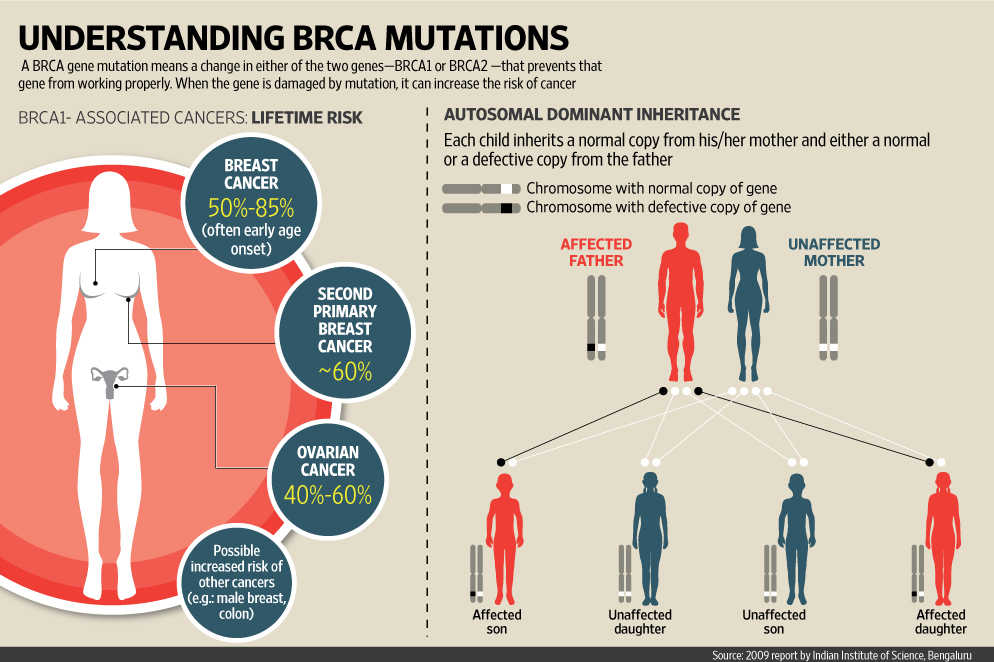 UNDERSTANDING BRCA MUTATIONS
A BRCA gene mutation means a change in either of the two genes—BRCA1 or BRCA2 —that prevents that
gene from working properly. When the gene is damaged by mutation, it can increase the risk of cancer
BRCA1- ASSOCIATED CANCERS: LIFETIME RISK
BREAST
CANCER
50%-85%
(often early age
onset)
SECOND
PRIMARY
BREAST
CANCER
~60%
OVARIAN
CANCER
40%-60%
Possible
increased risk of
other cancers
(e.g.: male breast,
colon)
AUTOSOMAL DOMINANT INHERITANCE
Each child inherits a normal copy from his/her mother and either a normal
or a defective copy from the father
Chromosome with normal copy of gene
Chromosome with defective copy of gene
AFFECTED
FATHER
UNAFFECTED
MOTHER
Affected
son
Unaffected
daughter
Unaffected
son
Affected
daughter
Source: 2009 report by Indian Institute of Science, Bengaluru